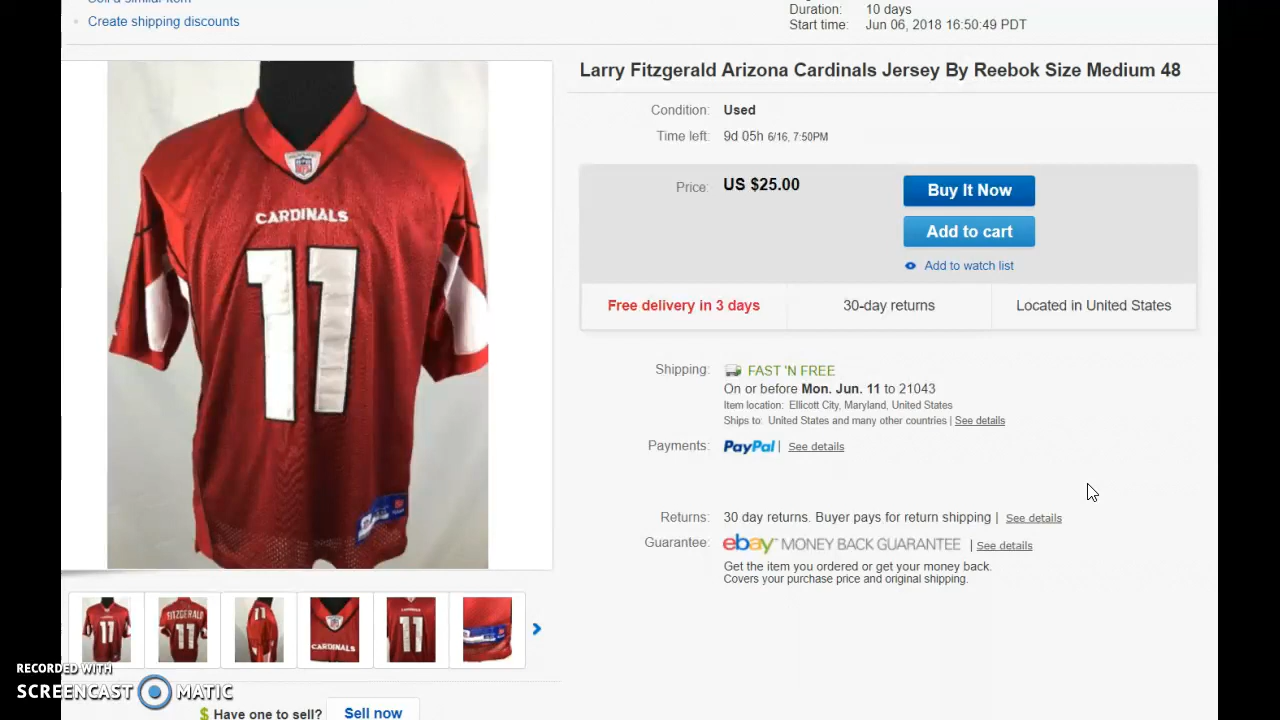 Create shipping discounts
Duration: 10 days
Start time: Jun 06, 2018 16:50:49 PDT
Larry Fitzgerald Arizona Cardinals Jersey By Reebok Size Medium 48
Condition: Used
Time left: 9d 05h 6/16, 7:50PM
Price: US $25.00
Buy It Now
Add to cart
Add to watch list
Free delivery in 3 days
30-day returns
Located in United States
Shipping: FAST 'N FREE
On or before Mon. Jun. 11 to 21043
Item location: Ellicott City, Maryland, United States
Ships to: United States and many other countries | See details
Payments: PayPal | See details
Returns: 30 day returns. Buyer pays for return shipping | See details
Guarantee: ebay MONEY BACK GUARANTEE | See details
Get the item you ordered or get your money back.
Covers your purchase price and original shipping.
CARDINALS
11
NFL
11
FITZGERALD
11
11
CARDINALS
11
RECORDED WITH
SCREENCAST MATIC
$ Have one to sell? Sell now